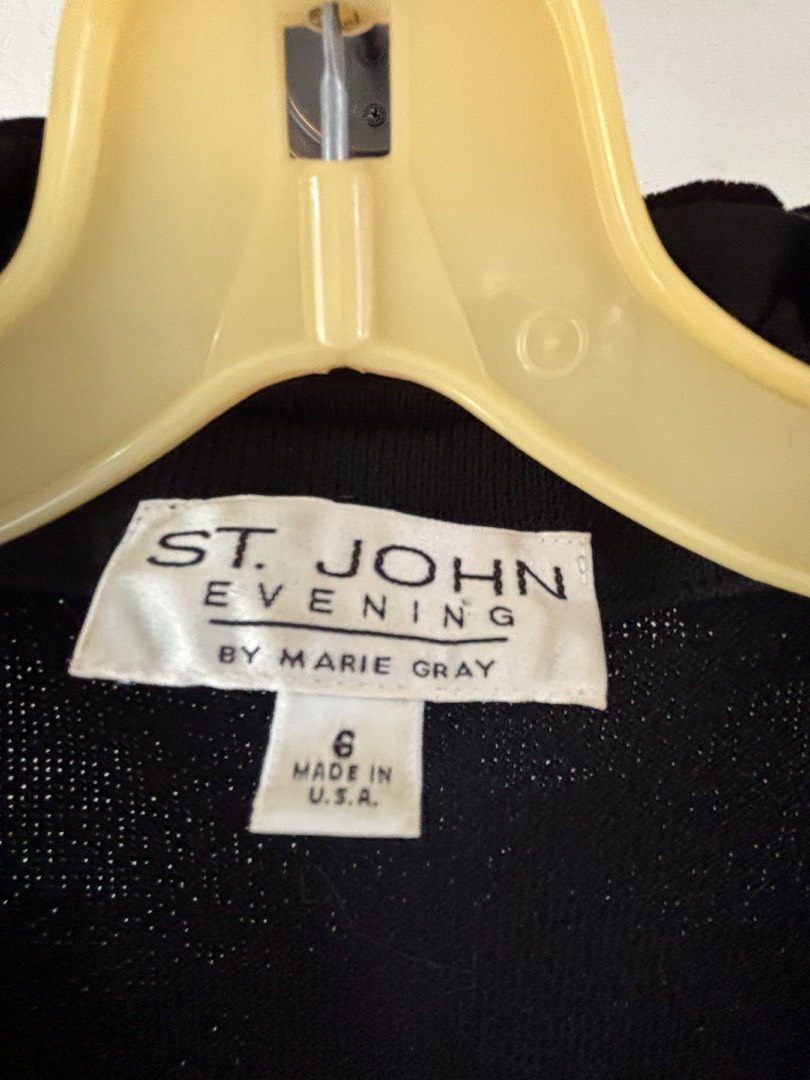 ST. JOHN
EVENING
BY MARIE GRAY
6
MADE IN
U.S.A.